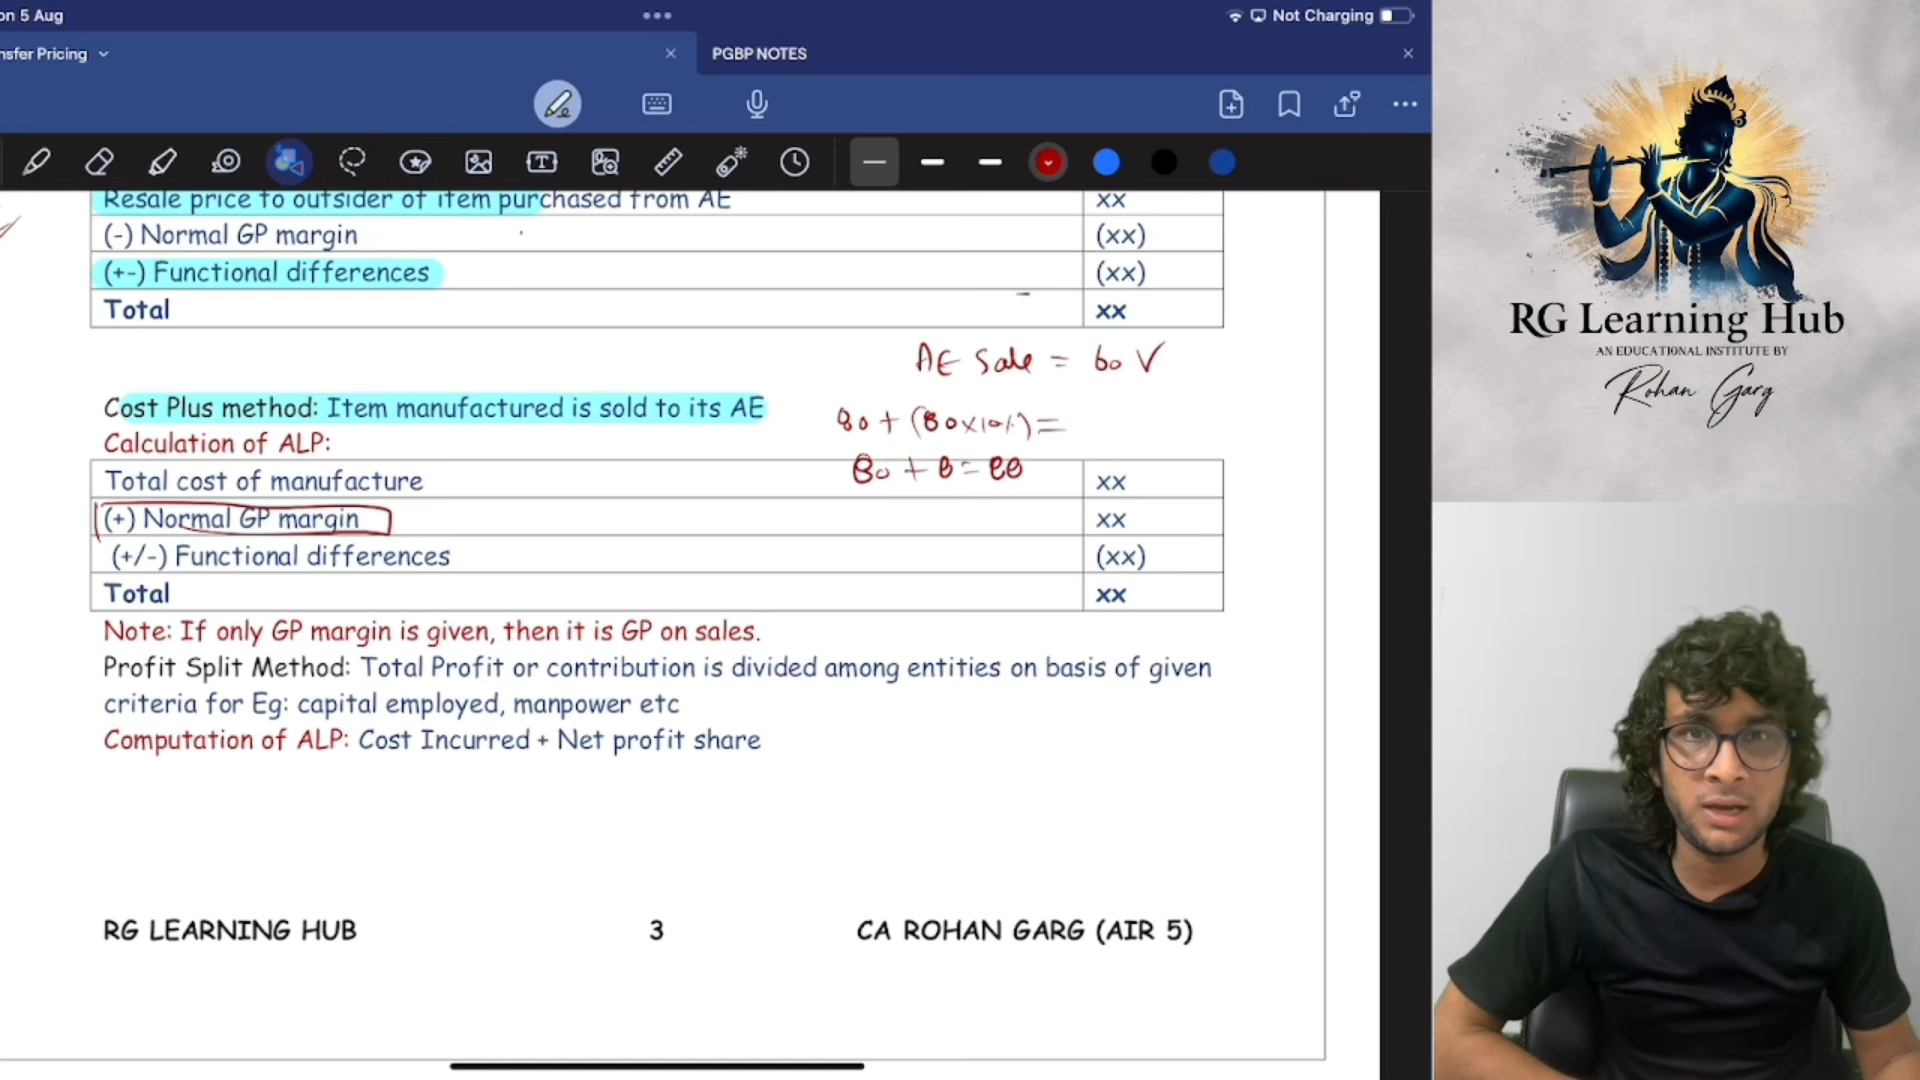 on 5 Aug
Not Charging
nsfer Pricing
PGBP NOTES
Resale price to outsider of item purchased from AE xx
(-) Normal GP margin (xx)
(+-) Functional differences (xx)
Total xx
AE Sale = 60 V
Cost Plus method: Item manufactured is sold to its AE
80 + (80x10%) =
Calculation of ALP:
80 + 8 = 88
Total cost of manufacture xx
(+) Normal GP margin xx
(+/-) Functional differences (xx)
Total xx
Note: If only GP margin is given, then it is GP on sales.
Profit Split Method: Total Profit or contribution is divided among entities on basis of given
criteria for Eg: capital employed, manpower etc
Computation of ALP: Cost Incurred + Net profit share
RG LEARNING HUB 3 CA ROHAN GARG (AIR 5)
RG Learning Hub
AN EDUCATIONAL INSTITUTE BY
Rohan Garg